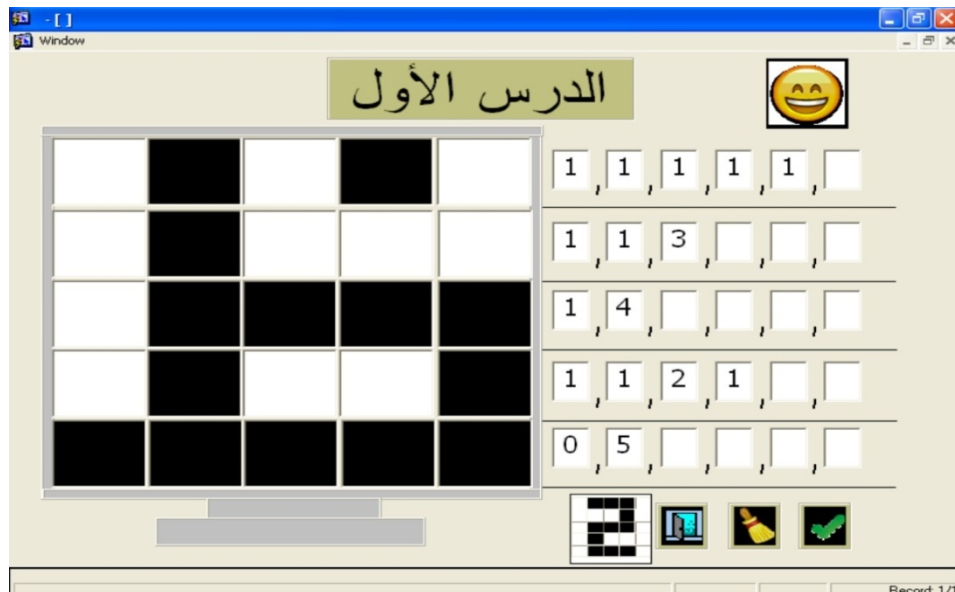 - [ ]
Window
الدرس الأول
1 , 1 , 1 , 1 , 1 ,
1 , 1 , 3 , , ,
1 , 4 , , , ,
1 , 1 , 2 , 1 , ,
0 , 5 , , , ,
Record: 1/1